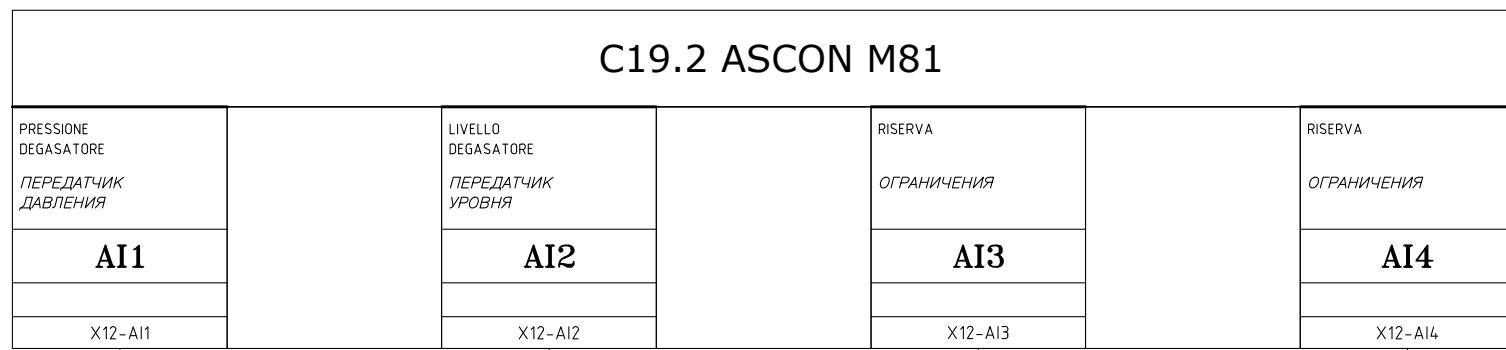 C19.2 ASCON M81
PRESSIONE
DEGASATORE
ПЕРЕДАТЧИК
ДАВЛЕНИЯ
AI1
X12-AI1
LIVELLO
DEGASATORE
ПЕРЕДАТЧИК
УРОВНЯ
AI2
X12-AI2
RISERVA
ОГРАНИЧЕНИЯ
AI3
X12-AI3
RISERVA
ОГРАНИЧЕНИЯ
AI4
X12-AI4